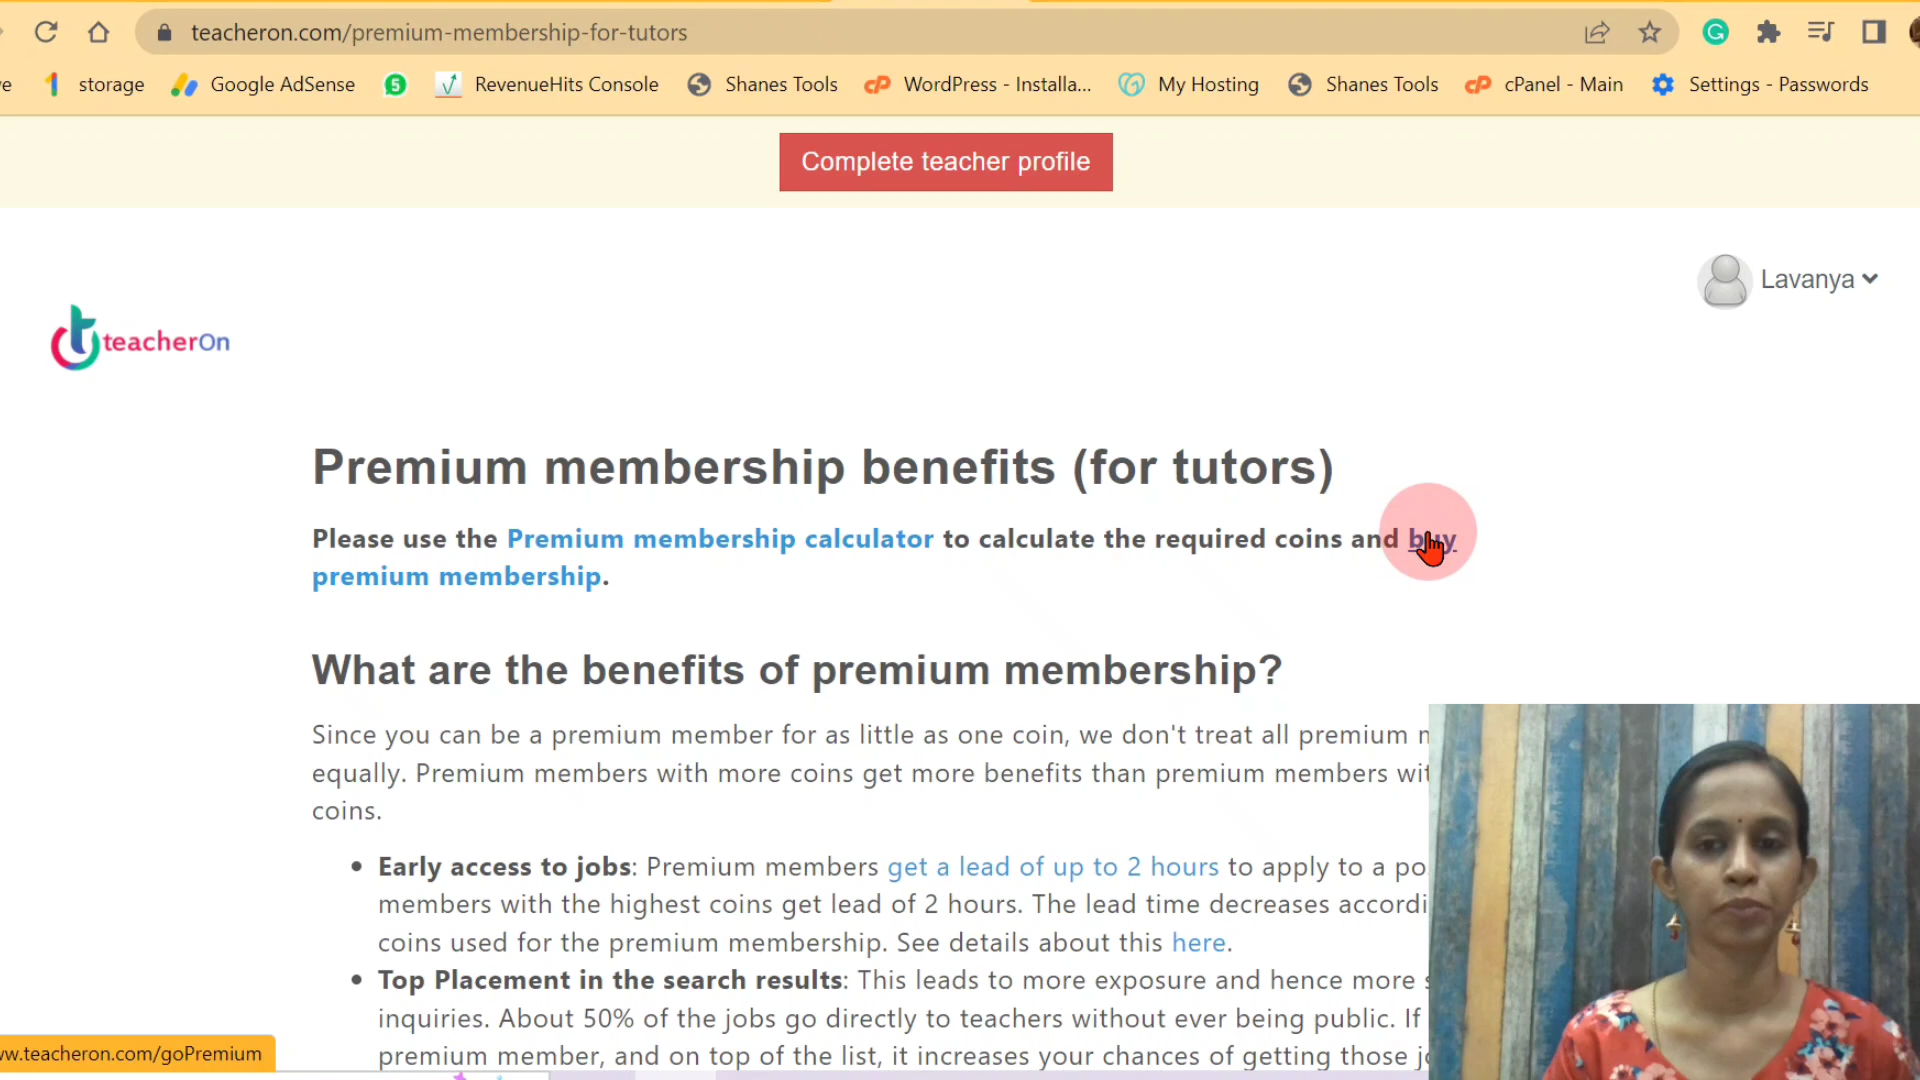 teacheron.com/premium-membership-for-tutors
storage Google AdSense 5 RevenueHits Console Shanes Tools cP WordPress - Installa... My Hosting Shanes Tools cP cPanel - Main Settings - Passwords
Complete teacher profile
Lavanya
teacherOn
Premium membership benefits (for tutors)
Please use the Premium membership calculator to calculate the required coins and buy
premium membership.
What are the benefits of premium membership?
Since you can be a premium member for as little as one coin, we don't treat all premium
equally. Premium members with more coins get more benefits than premium members
coins.
• Early access to jobs: Premium members get a lead of up to 2 hours to apply to a
members with the highest coins get lead of 2 hours. The lead time decreases
coins used for the premium membership. See details about this here.
• Top Placement in the search results: This leads to more exposure and hence more
inquiries. About 50% of the jobs go directly to teachers without ever being public. If
premium member, and on top of the list, it increases your chances of getting those
w.teacheron.com/goPremium